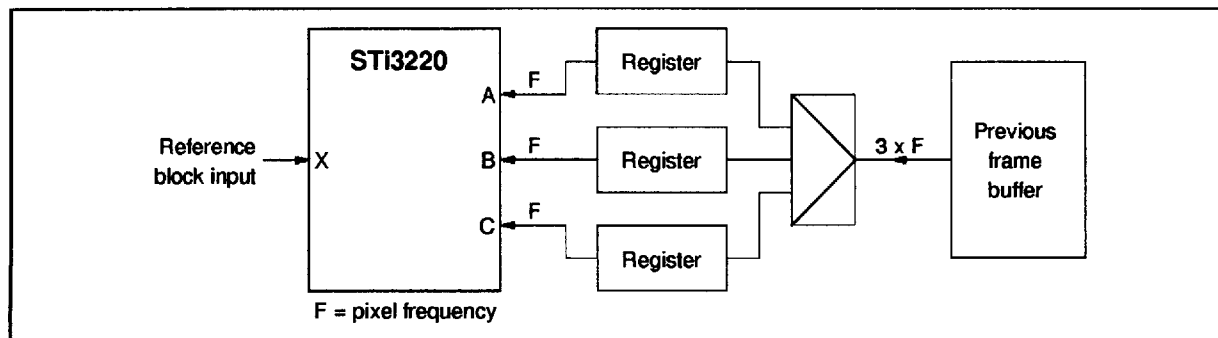 STi3220
Reference
block input
X
A
B
C
F
F
F
Register
Register
Register
3 x F
Previous
frame
buffer
F = pixel frequency